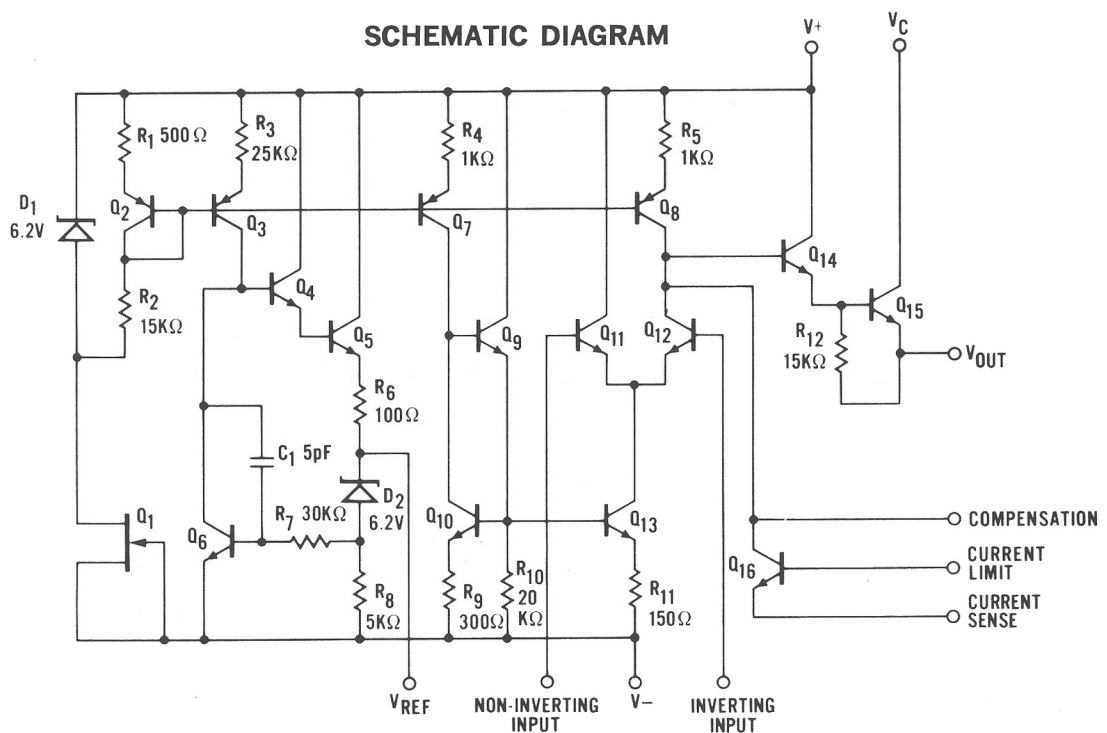 SCHEMATIC DIAGRAM
V+
VC
R1 500Ω
R3
25KΩ
R4
1KΩ
R5
1KΩ
D1
6.2V
Q2
Q3
Q7
Q8
R2
15KΩ
Q4
Q5
Q9
Q11
Q12
Q14
Q15
R12
15KΩ
VOUT
R6
100Ω
C1 5pF
D2
6.2V
Q1
Q6
R7 30KΩ
R8
5KΩ
Q10
R9
300Ω
R10
20
KΩ
Q13
R11
150Ω
Q16
COMPENSATION
CURRENT
LIMIT
CURRENT
SENSE
VREF
NON-INVERTING
INPUT
V–
INVERTING
INPUT